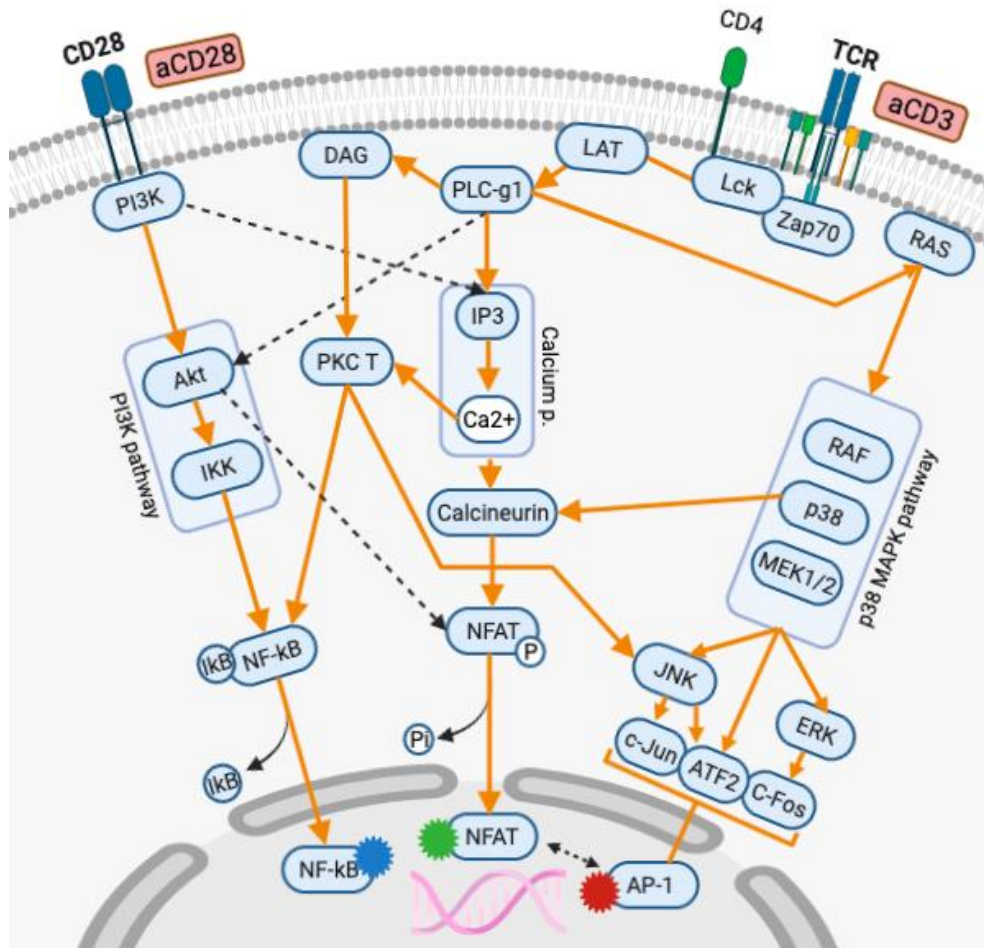 CD28
aCD28
CD4
TCR
aCD3
DAG
LAT
PI3K
PLC-g1
Lck
Zap70
RAS
IP3
Calcium p.
Akt
PKC T
Ca2+
PI3K pathway
IKK
RAF
p38
MEK1/2
p38 MAPK pathway
Calcineurin
IkB
NF-kB
NFAT
P
JNK
ERK
Pi
IkB
c-Jun
ATF2
C-Fos
NF-kB
NFAT
AP-1